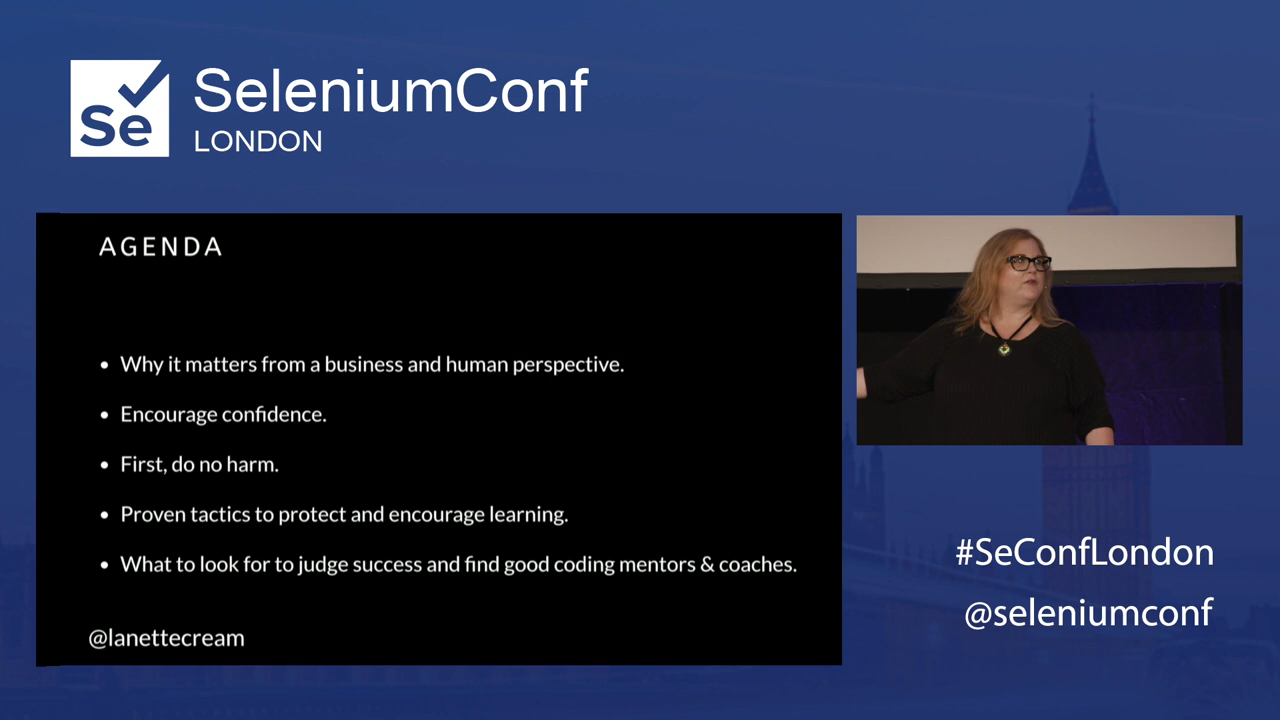 Se
SeleniumConf
LONDON
AGENDA
• Why it matters from a business and human perspective.
• Encourage confidence.
• First, do no harm.
• Proven tactics to protect and encourage learning.
• What to look for to judge success and find good coding mentors & coaches.
@lanettecream
#SeConfLondon
@seleniumconf